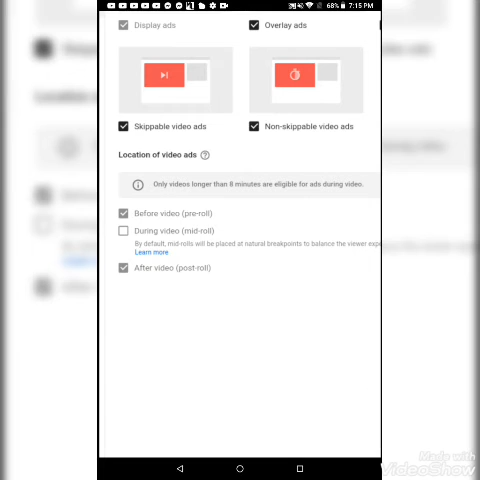 68% 7:15 PM
Display ads
Overlay ads
Skippable video ads
Non-skippable video ads
Location of video ads
Only videos longer than 8 minutes are eligible for ads during video.
Before video (pre-roll)
During video (mid-roll)
By default, mid-rolls will be placed at natural breakpoints to balance the viewer expe
Learn more
After video (post-roll)
Made with
VideoShow